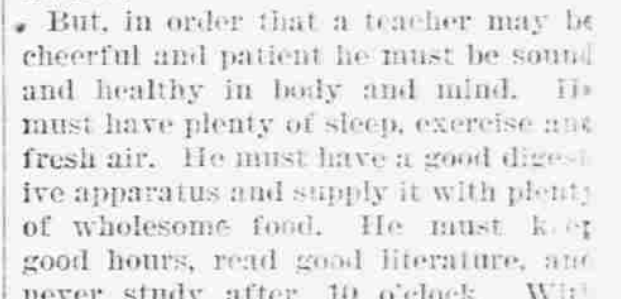 But, in order that a teacher may be
cheerful and patient he must be sound
and healthy in body and mind. He
must have plenty of sleep, exercise and
fresh air. He must have a good digest-
ive apparatus and supply it with plenty
of wholesome food. He must keep
good hours, read good literature, and
never study after 10 o'clock. With